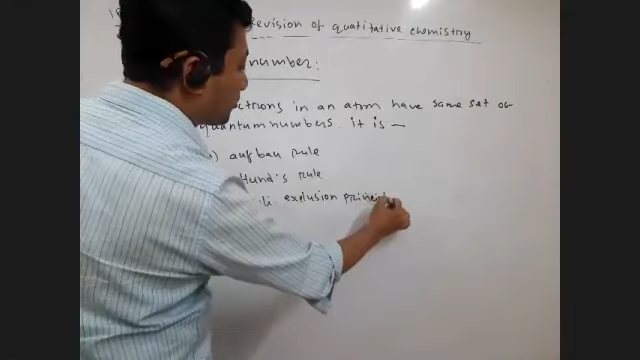 Revision of qualitative chemistry
number:
ctrons in an atom have same set of
quantum numbers. it is —
) aufbau rule
Hund's rule
li exclusion princip